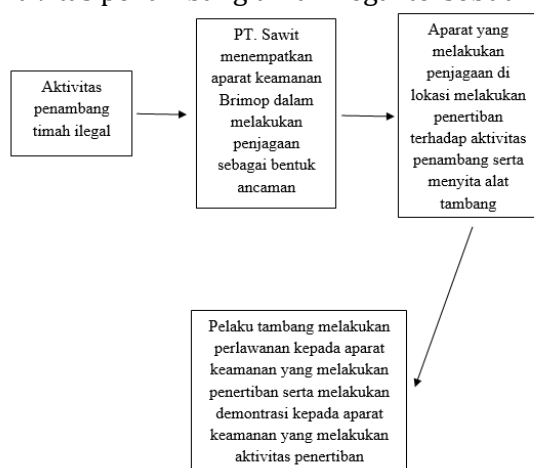 Aktivitas
penambang
timah ilegal
PT. Sawit
menempatkan
aparat keamanan
Brimop dalam
melakukan
penjagaan
sebagai bentuk
ancaman
Aparat yang
melakukan
penjagaan di
lokasi melakukan
penertiban
terhadap aktivitas
penambang serta
menyita alat
tambang
Pelaku tambang melakukan
perlawanan kepada aparat
keamanan yang melakukan
penertiban serta melakukan
demontrasi kepada aparat
keamanan yang melakukan
aktivitas penertiban